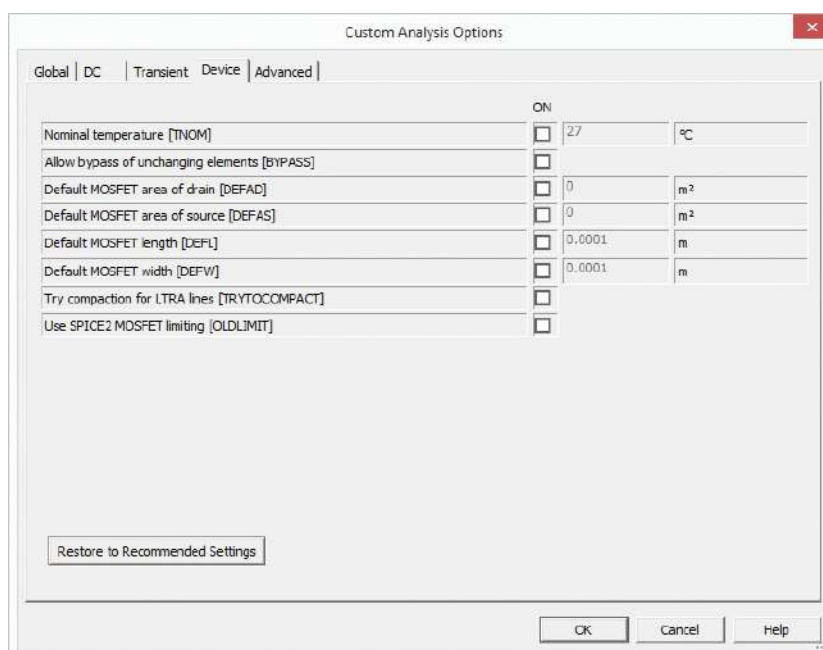 Custom Analysis Options
Global DC Transient Device Advanced
ON
Nominal temperature [TNOM] 27 °C
Allow bypass of unchanging elements [BYPASS]
Default MOSFET area of drain [DEFAD] 0 m²
Default MOSFET area of source [DEFAS] 0 m²
Default MOSFET length [DEFL] 0.0001 m
Default MOSFET width [DEFW] 0.0001 m
Try compaction for LTRA lines [TRYTOCOMPACT]
Use SPICE2 MOSFET limiting [OLDLIMIT]
Restore to Recommended Settings
OK Cancel Help